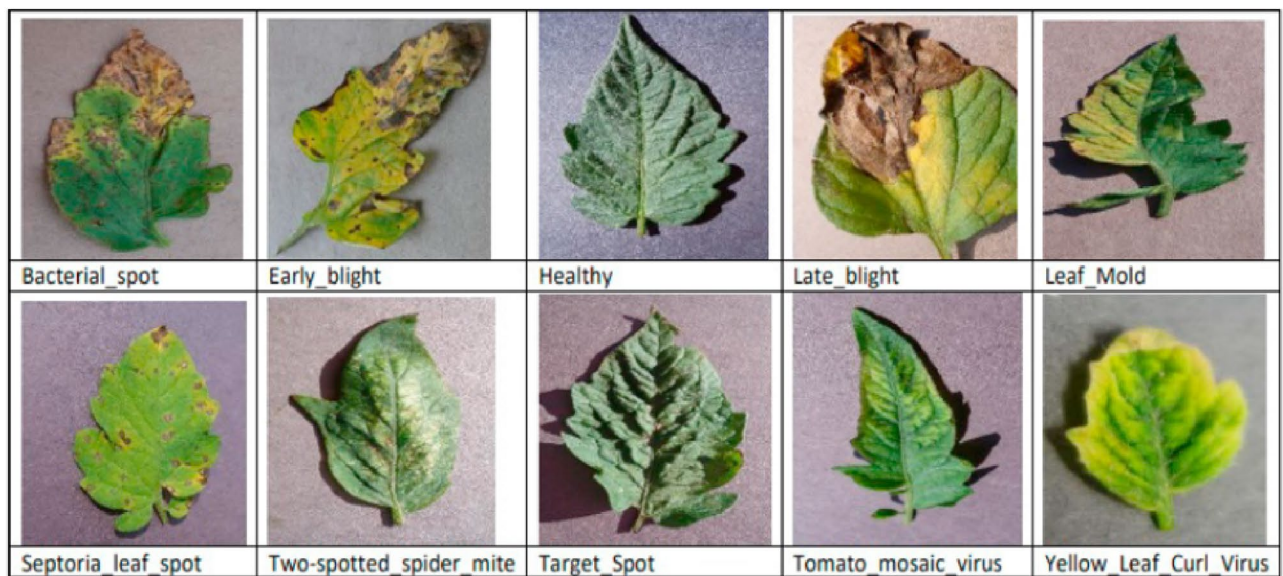 Bacterial_spot
Early_blight
Healthy
Late_blight
Leaf_Mold
Septoria_leaf_spot
Two-spotted_spider_mite
Target_Spot
Tomato_mosaic_virus
Yellow_Leaf_Curl_Virus